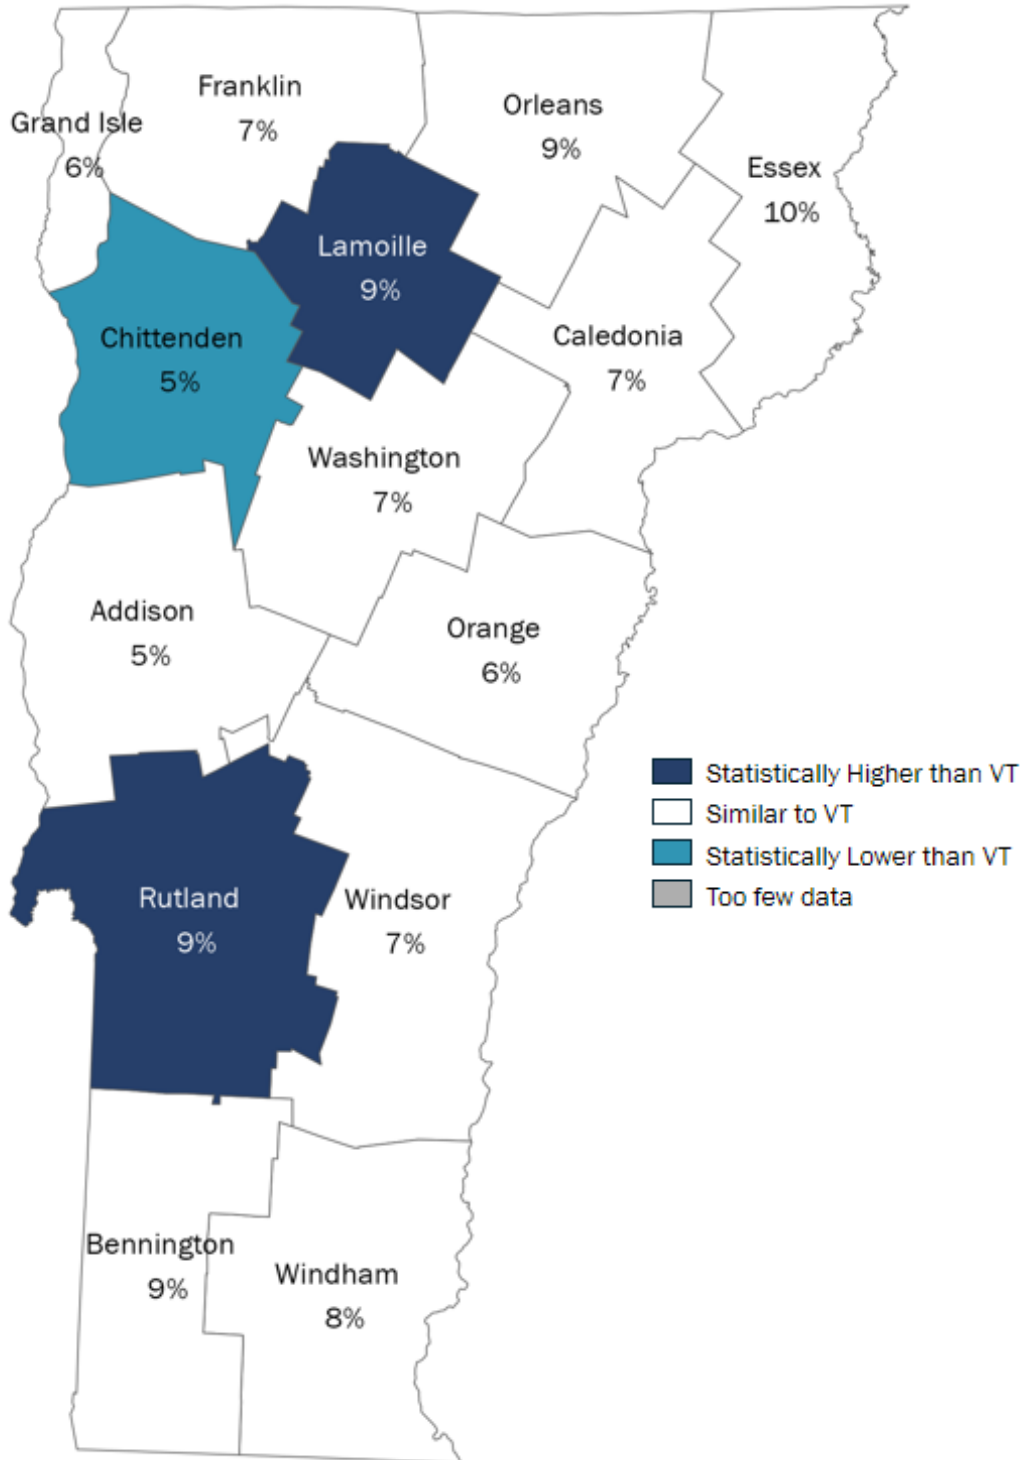 Franklin
7%
Orleans
9%
Grand Isle
6%
Essex
10%
Lamoille
9%
Chittenden
5%
Caledonia
7%
Washington
7%
Addison
5%
Orange
6%
Statistically Higher than VT
Similar to VT
Statistically Lower than VT
Too few data
Rutland
9%
Windsor
7%
Bennington
9%
Windham
8%